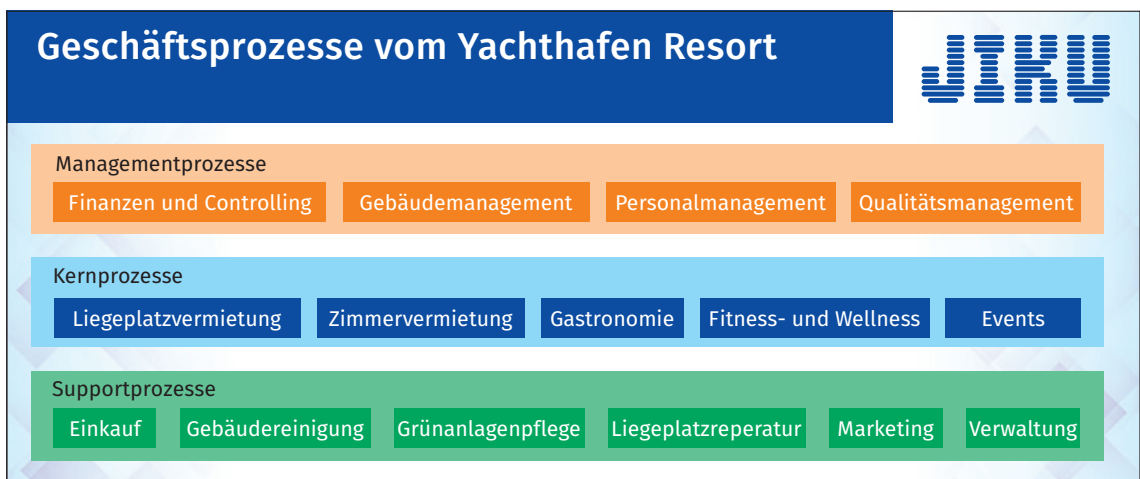 Geschäftsprozesse vom Yachthafen Resort
JIKU
Managementprozesse
Finanzen und Controlling Gebäudemanagement Personalmanagement Qualitätsmanagement
Kernprozesse
Liegeplatzvermietung Zimmervermietung Gastronomie Fitness- und Wellness Events
Supportprozesse
Einkauf Gebäudereinigung Grünanlagenpflege Liegeplatzreperatur Marketing Verwaltung